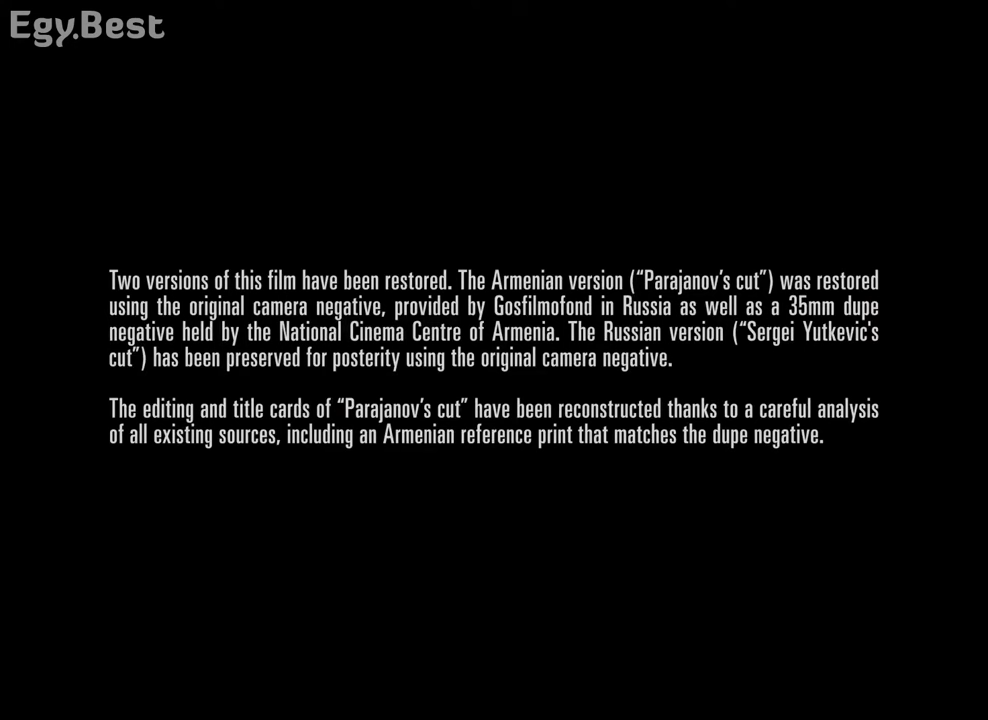 Egy.Best
Two versions of this film have been restored. The Armenian version (“Parajanov’s cut”) was restored
using the original camera negative, provided by Gosfilmofond in Russia as well as a 35mm dupe
negative held by the National Cinema Centre of Armenia. The Russian version (“Sergei Yutkevic's
cut”) has been preserved for posterity using the original camera negative.
The editing and title cards of “Parajanov’s cut” have been reconstructed thanks to a careful analysis
of all existing sources, including an Armenian reference print that matches the dupe negative.